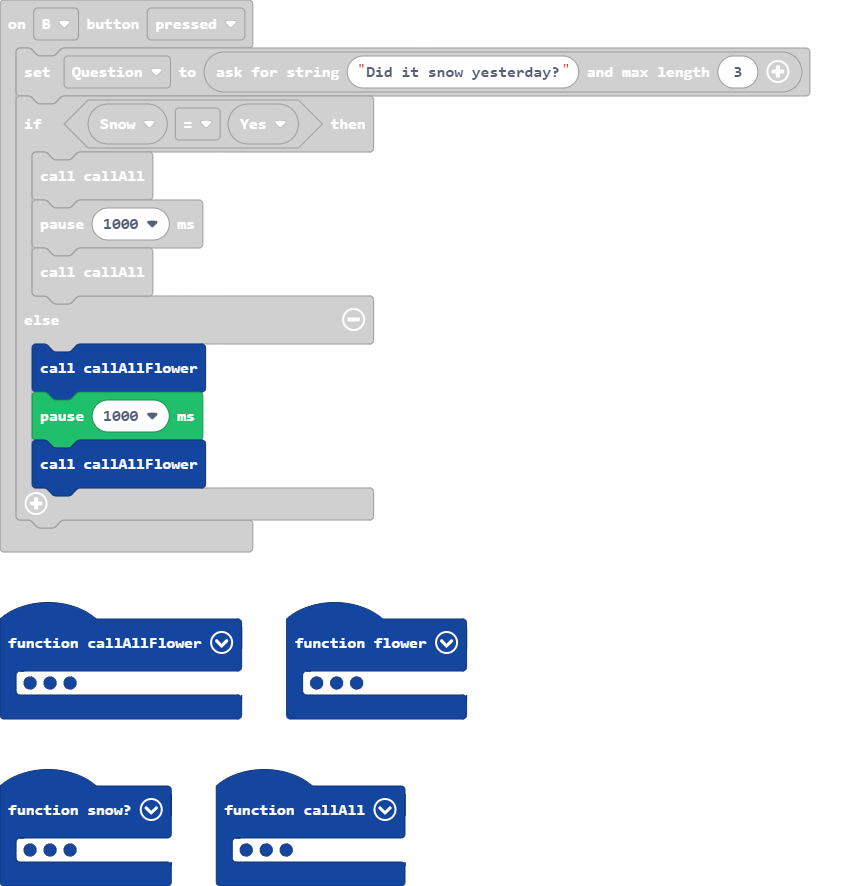 on B button pressed
set Question to ask for string "Did it snow yesterday?" and max length 3
if Snow = Yes then
call callAll
pause 1000 ms
call callAll
else
call callAllFlower
pause 1000 ms
call callAllFlower
function callAllFlower function flower
function snow? function callAll